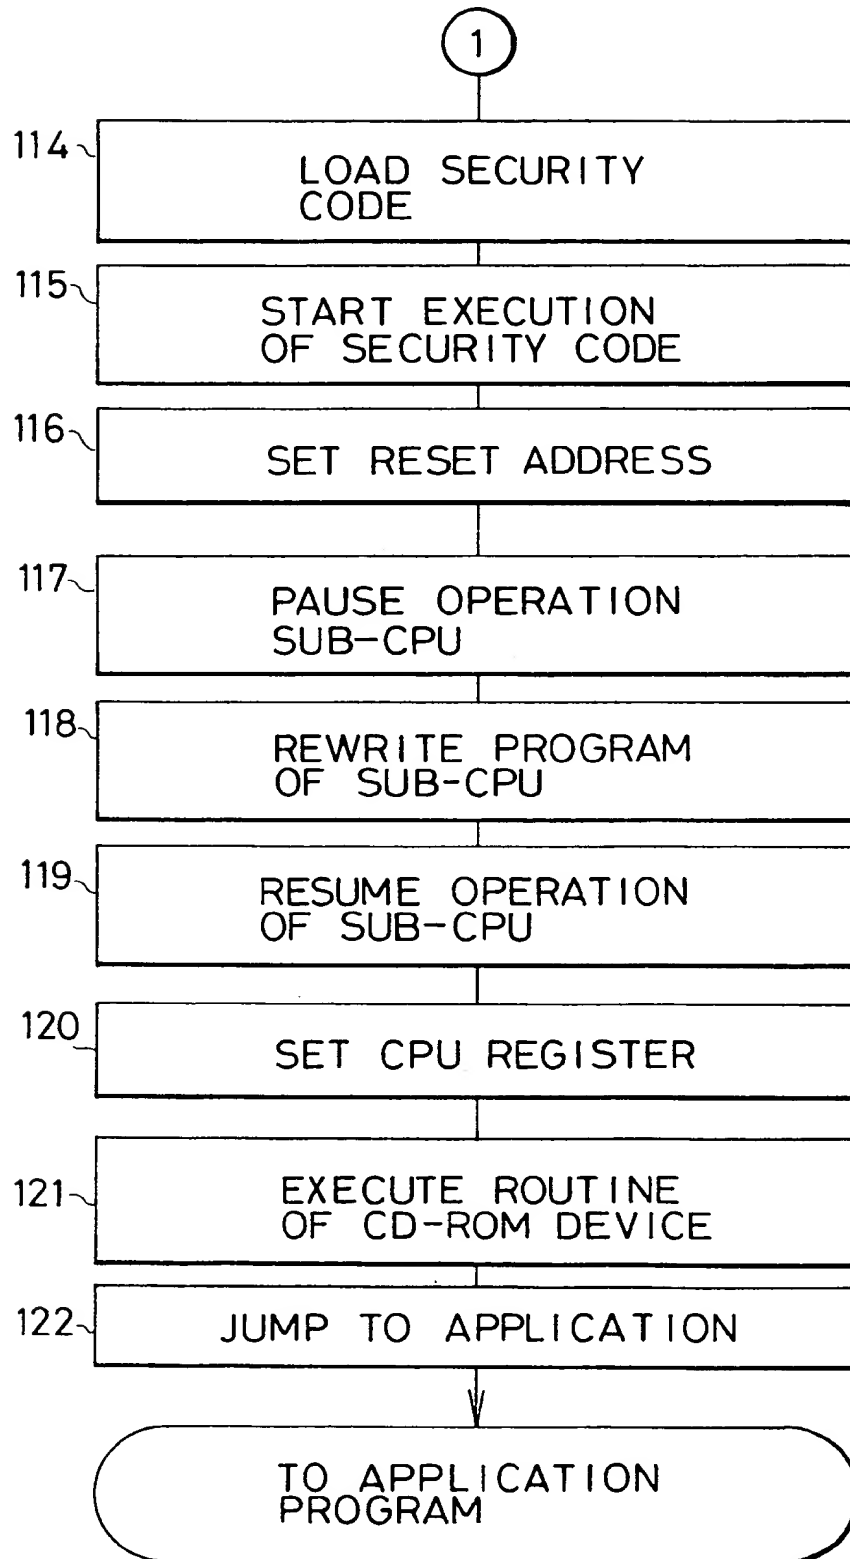 1
114
LOAD SECURITY
CODE
115
START EXECUTION
OF SECURITY CODE
116
SET RESET ADDRESS
117
PAUSE OPERATION
SUB-CPU
118
REWRITE PROGRAM
OF SUB-CPU
119
RESUME OPERATION
OF SUB-CPU
120
SET CPU REGISTER
121
EXECUTE ROUTINE
OF CD-ROM DEVICE
122
JUMP TO APPLICATION
TO APPLICATION
PROGRAM